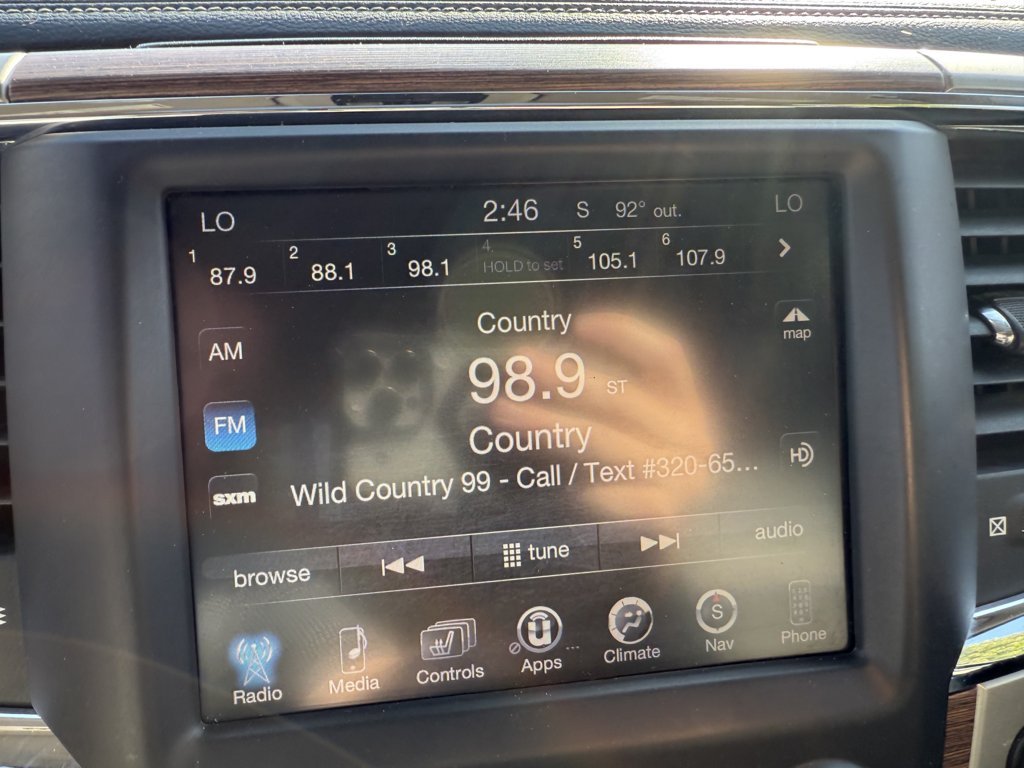 LO 2:46 S 92° out. LO
1 87.9 2 88.1 3 98.1 4 HOLD to set 5 105.1 6 107.9
Country
map
AM
98.9 ST
FM
Country
HD
sxm
Wild Country 99 - Call / Text #320-65...
browse tune audio
Radio Media Controls Apps ... Climate S Nav Phone